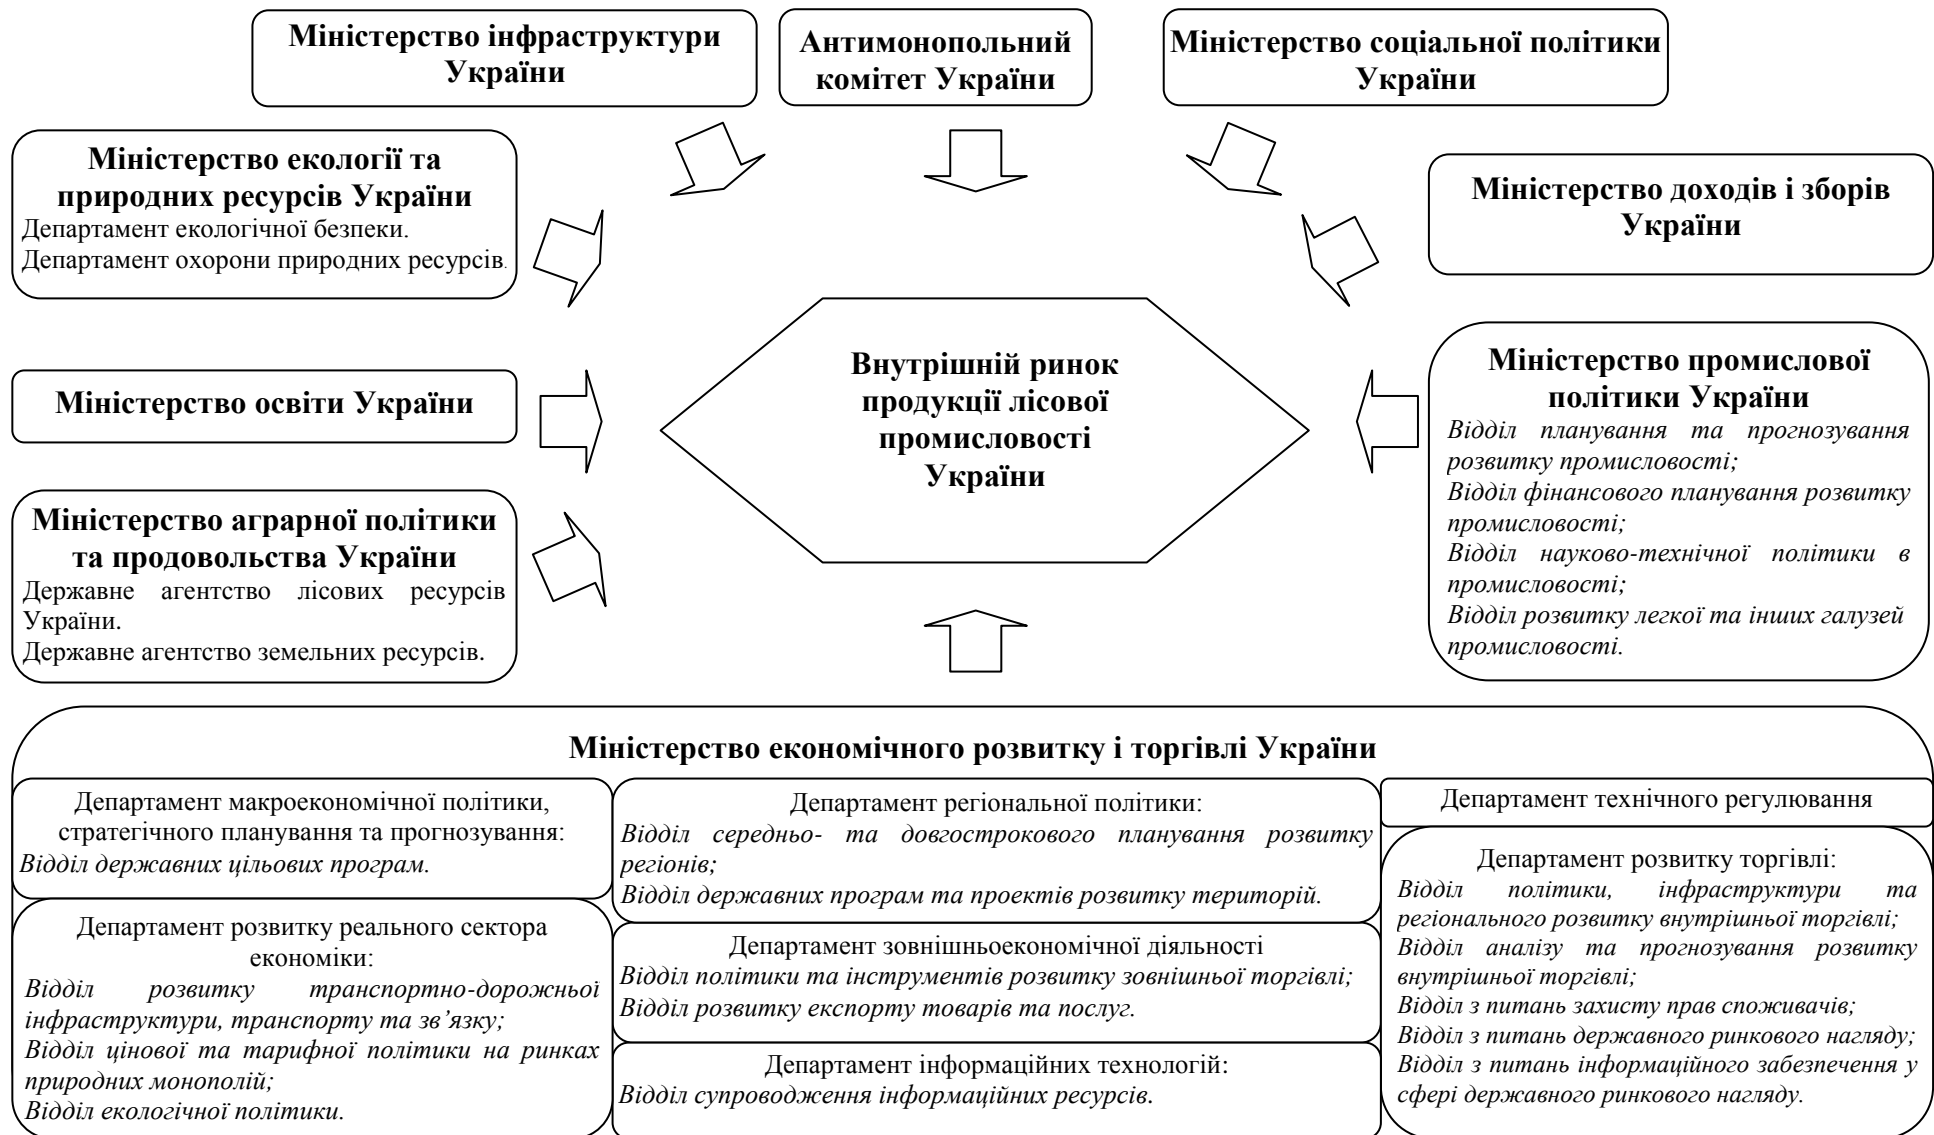 Міністерство інфраструктури
України
Антимонопольний
комітет України
Міністерство соціальної політики
України
Міністерство екології та
природних ресурсів України
Департамент екологічної безпеки.
Департамент охорони природних ресурсів.
Міністерство доходів і зборів
України
Міністерство освіти України
Внутрішній ринок
продукції лісової
промисловості
України
Міністерство промислової
політики України
Відділ планування та прогнозування
розвитку промисловості;
Відділ фінансового планування розвитку
промисловості;
Відділ науково-технічної політики в
промисловості;
Відділ розвитку легкої та інших галузей
промисловості.
Міністерство аграрної політики
та продовольства України
Державне агентство лісових ресурсів
України.
Державне агентство земельних ресурсів.
Міністерство економічного розвитку і торгівлі України
Департамент макроекономічної політики,
стратегічного планування та прогнозування:
Відділ державних цільових програм.
Департамент розвитку реального сектора
економіки:
Відділ розвитку транспортно-дорожньої
інфраструктури, транспорту та зв’язку;
Відділ цінової та тарифної політики на ринках
природних монополій;
Відділ екологічної політики.
Департамент регіональної політики:
Відділ середньо- та довгострокового планування розвитку
регіонів;
Відділ державних програм та проектів розвитку територій.
Департамент зовнішньоекономічної діяльності
Відділ політики та інструментів розвитку зовнішньої торгівлі;
Відділ розвитку експорту товарів та послуг.
Департамент інформаційних технологій:
Відділ супроводження інформаційних ресурсів.
Департамент технічного регулювання
Департамент розвитку торгівлі:
Відділ політики, інфраструктури та
регіонального розвитку внутрішньої торгівлі;
Відділ аналізу та прогнозування розвитку
внутрішньої торгівлі;
Відділ з питань захисту прав споживачів;
Відділ з питань державного ринкового нагляду;
Відділ з питань інформаційного забезпечення у
сфері державного ринкового нагляду.